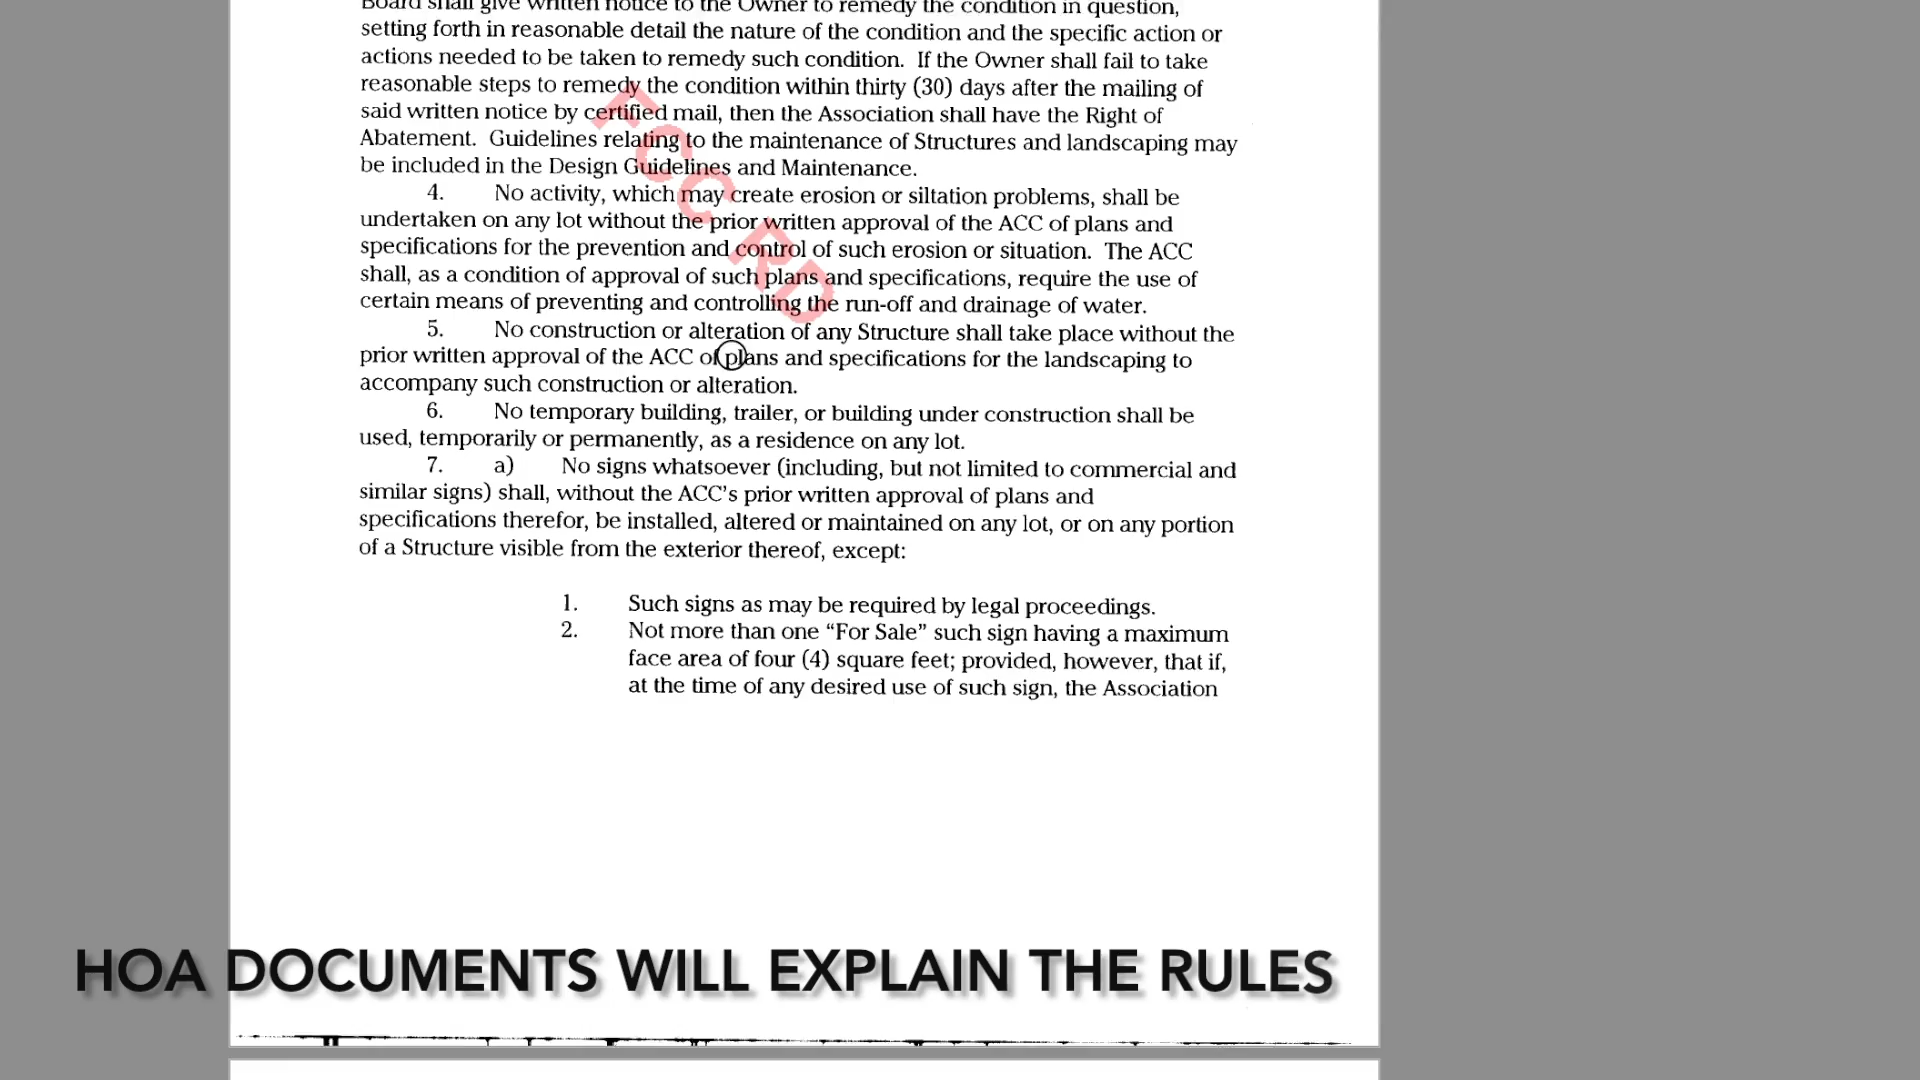 Board shall give written notice to the Owner to remedy the condition in question,
setting forth in reasonable detail the nature of the condition and the specific action or
actions needed to be taken to remedy such condition. If the Owner shall fail to take
reasonable steps to remedy the condition within thirty (30) days after the mailing of
said written notice by certified mail, then the Association shall have the Right of
Abatement. Guidelines relating to the maintenance of Structures and landscaping may
be included in the Design Guidelines and Maintenance.
4. No activity, which may create erosion or siltation problems, shall be
undertaken on any lot without the prior written approval of the ACC of plans and
specifications for the prevention and control of such erosion or situation. The ACC
shall, as a condition of approval of such plans and specifications, require the use of
certain means of preventing and controlling the run-off and drainage of water.
5. No construction or alteration of any Structure shall take place without the
prior written approval of the ACC of plans and specifications for the landscaping to
accompany such construction or alteration.
6. No temporary building, trailer, or building under construction shall be
used, temporarily or permanently, as a residence on any lot.
7. a) No signs whatsoever (including, but not limited to commercial and
similar signs) shall, without the ACC's prior written approval of plans and
specifications therefor, be installed, altered or maintained on any lot, or on any portion
of a Structure visible from the exterior thereof, except:
1. Such signs as may be required by legal proceedings.
2. Not more than one “For Sale” such sign having a maximum
face area of four (4) square feet; provided, however, that if,
at the time of any desired use of such sign, the Association
FCC RD
HOA DOCUMENTS WILL EXPLAIN THE RULES